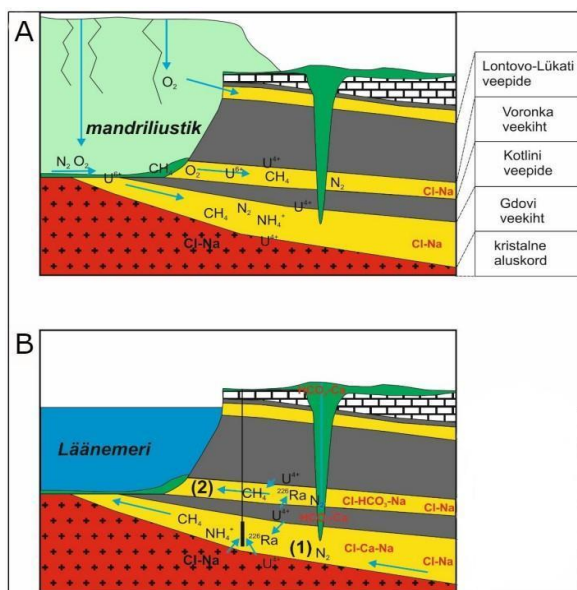 A
O₂
mandriliustik
N₂ O₂
U⁶⁺
CH₄
O₂
U⁶⁺
U⁴⁺
CH₄
N₂
Cl-Na
CH₄
N₂
NH₄⁺
U⁴⁺
Cl-Na
U⁴⁺
Cl-Na
Lontovo-Lükati
veepide
Voronka
veekiht
Kotlini
veepide
Gdovi
veekiht
kristalne
aluskord
B
Läänemeri
(2)
CH₄
U⁴⁺
²²⁶Ra
Cl-HCO₃-Na
Cl-Na
CH₄
NH₄⁺
U⁴⁺
²²⁶Ra
(1)
N₂
Cl-Ca-Na
Cl-Na
Cl-Na
U⁴⁺